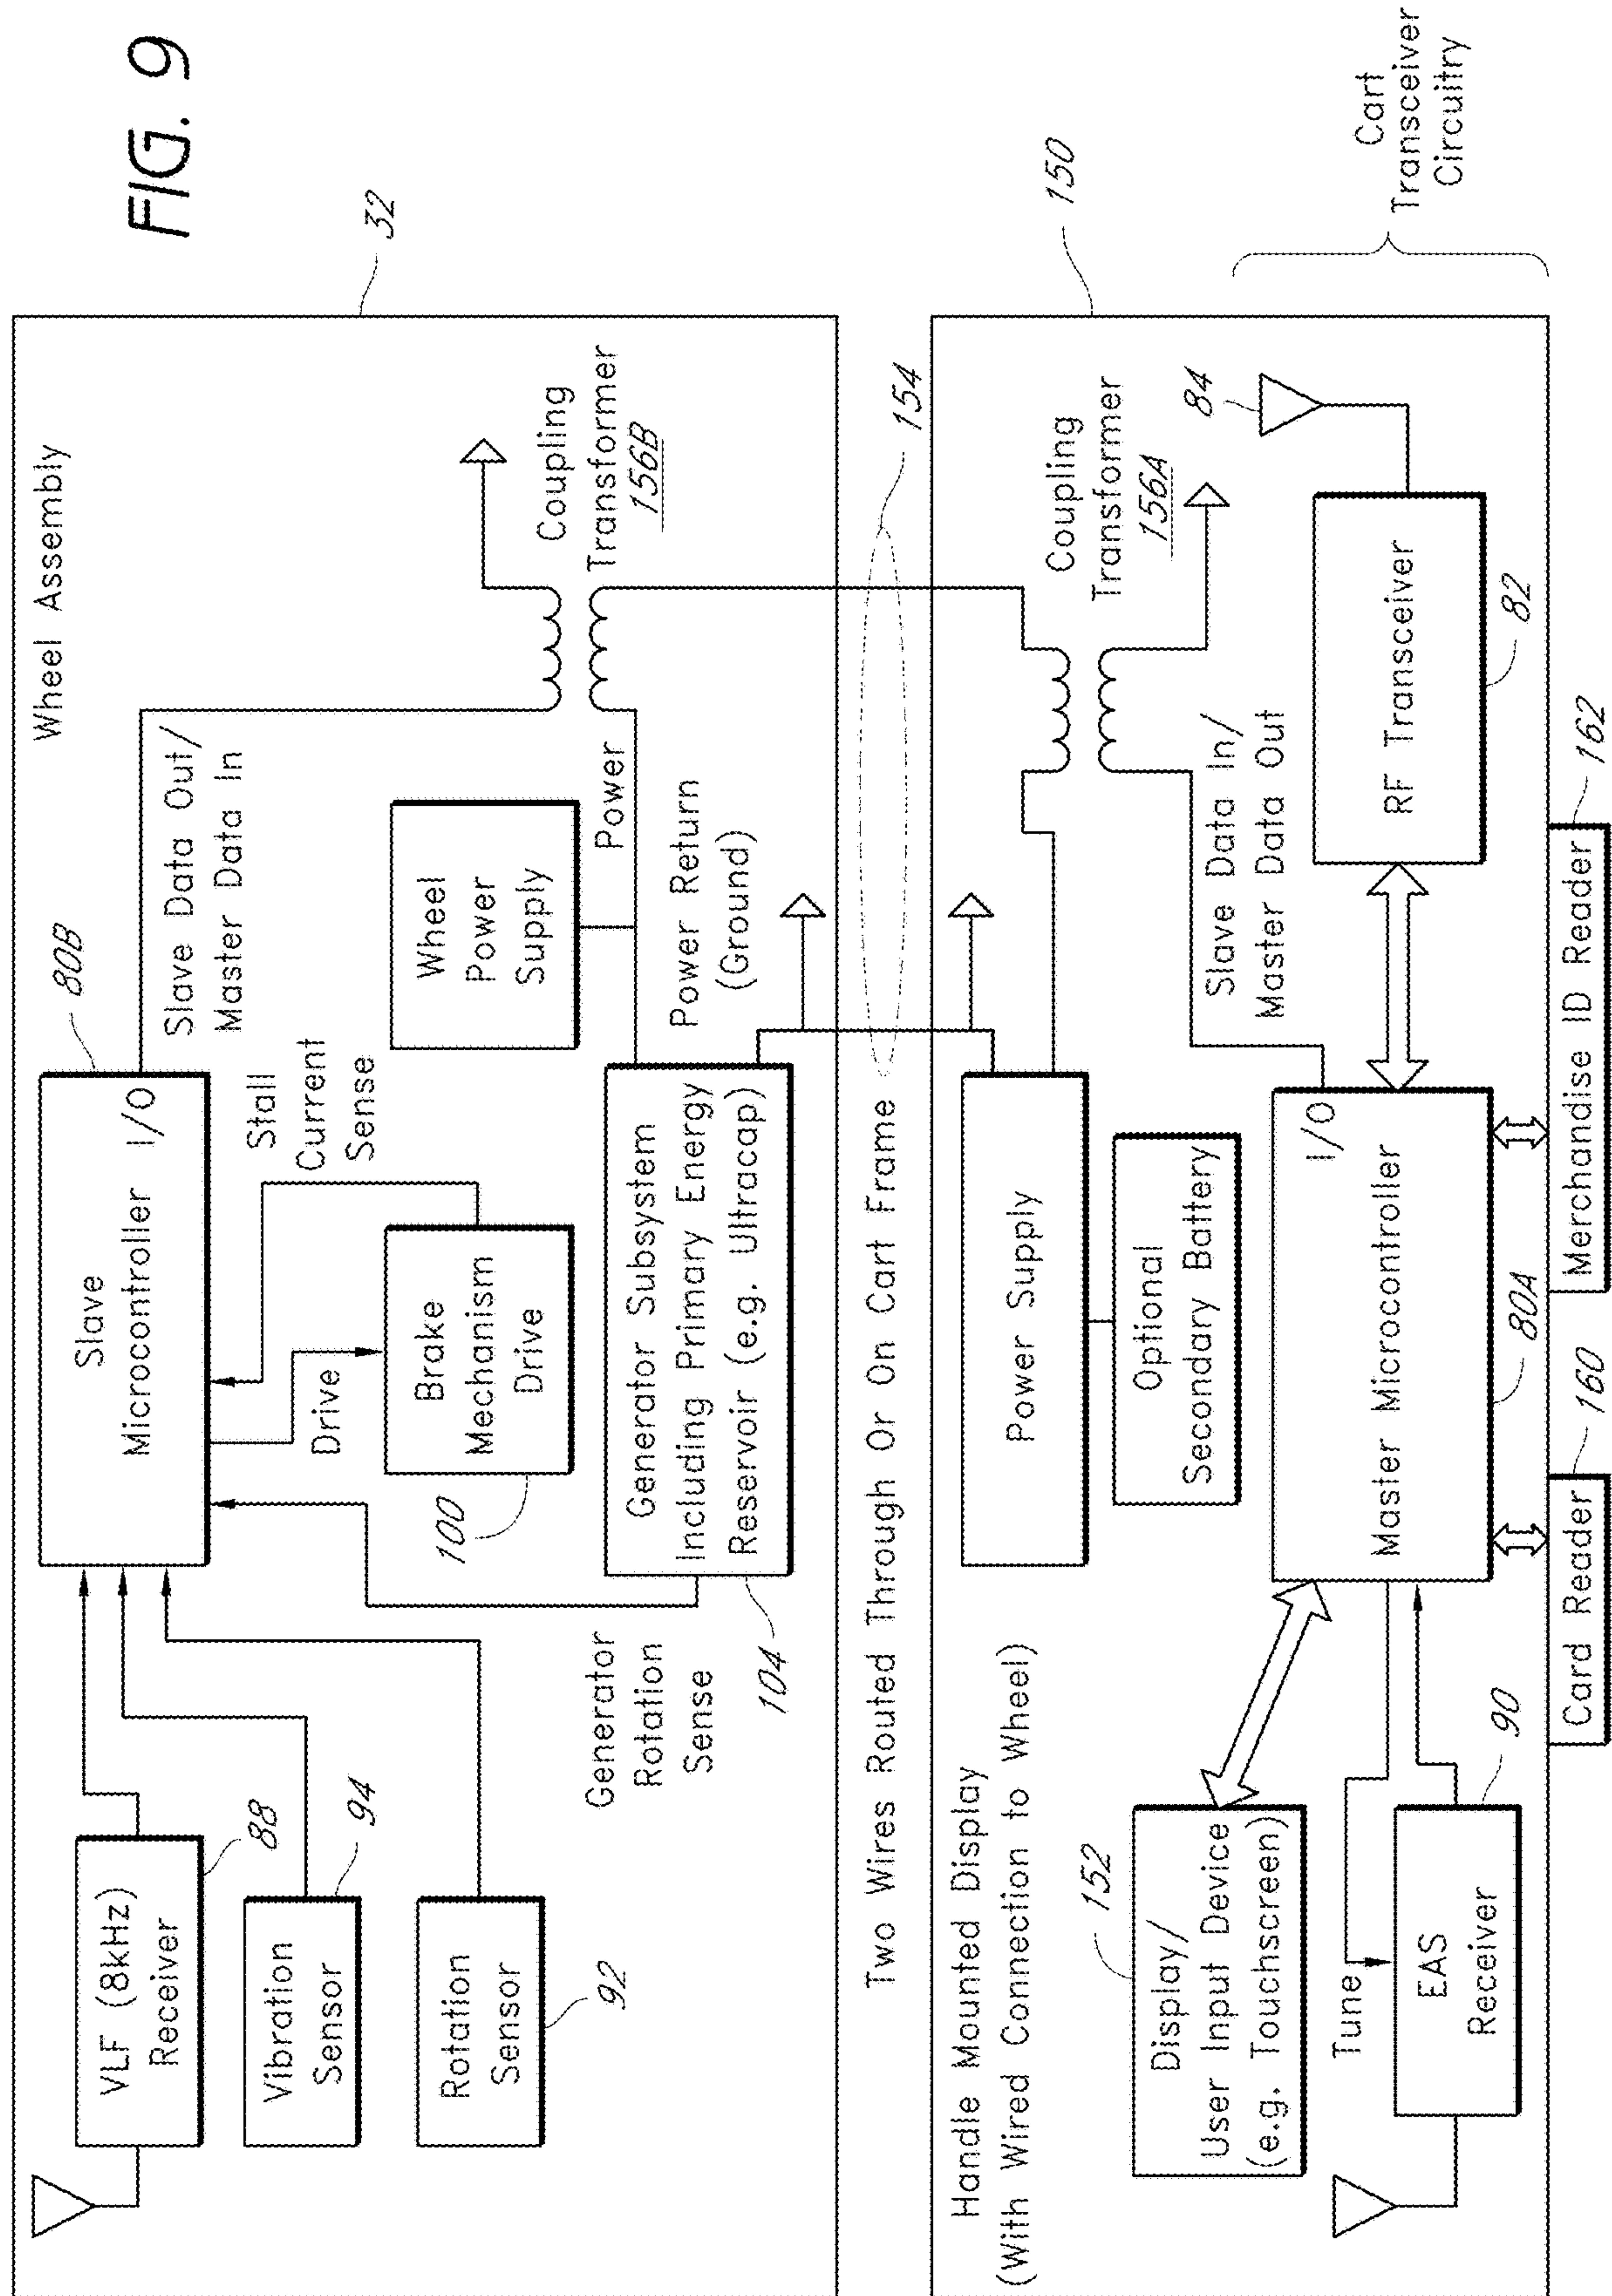 FIG. 9
Wheel Assembly
32
VLF (8kHz)
Receiver
88
Vibration
Sensor
94
Rotation
Sensor
92
Slave
Microcontroller
I/O
80B
Slave Data Out/
Master Data In
Stall
Current
Sense
Drive
Brake
Mechanism
Drive
100
Wheel
Power
Supply
Power
Coupling
Transformer
156B
Generator
Rotation
Sense
Generator Subsystem
Including Primary Energy
Reservoir (e.g. Ultracap)
104
Power Return
(Ground)
Two Wires Routed Through Or On Cart Frame
154
Handle Mounted Display
(With Wired Connection to Wheel)
150
Power Supply
Optional
Secondary Battery
Coupling
Transformer
156A
Display/
User Input Device
(e.g. Touchscreen)
152
Slave Data In/
Master Data Out
Master Microcontroller
I/O
80A
RF Transceiver
82
84
Tune
EAS
Receiver
90
Card Reader
160
Merchandise ID Reader
162
Cart
Transceiver
Circuitry